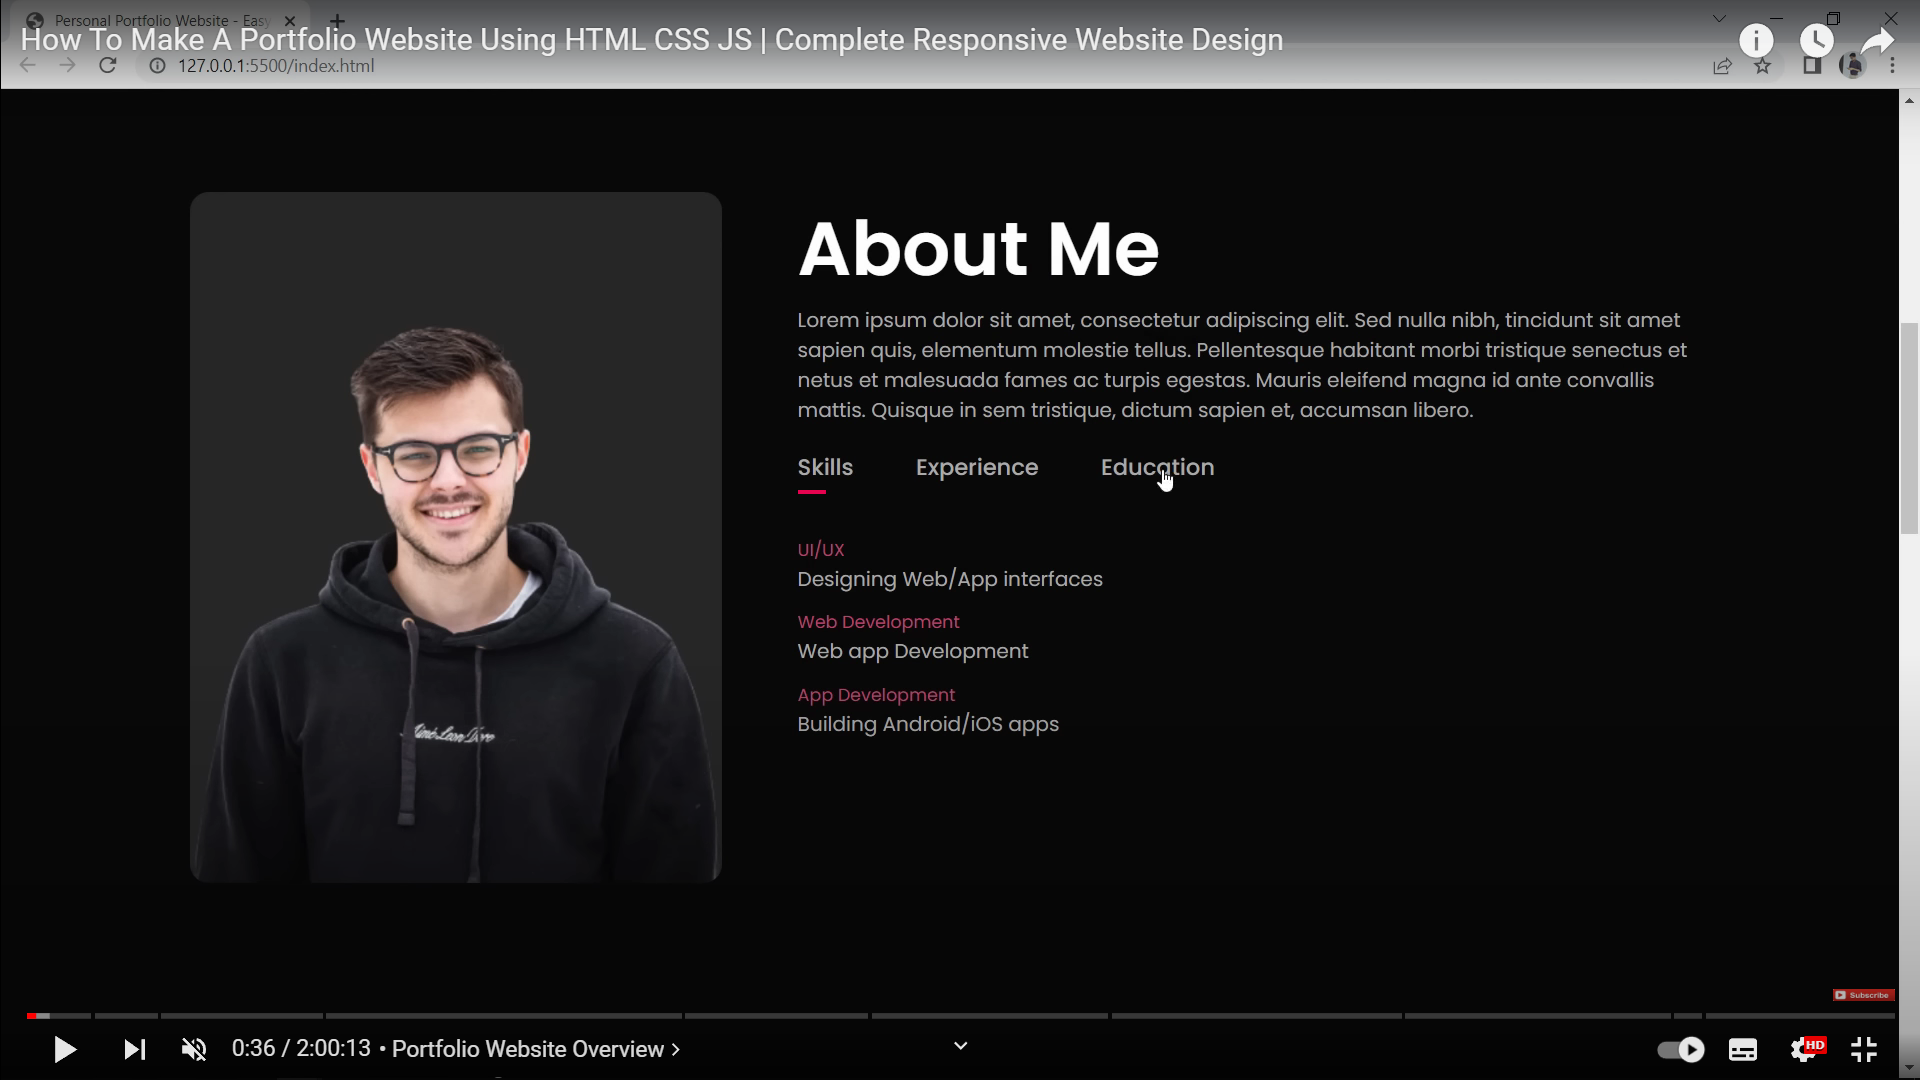 Personal Portfolio Website - Easy
How To Make A Portfolio Website Using HTML CSS JS | Complete Responsive Website Design
127.0.0.1:5500/index.html
About Me
Lorem ipsum dolor sit amet, consectetur adipiscing elit. Sed nulla nibh, tincidunt sit amet
sapien quis, elementum molestie tellus. Pellentesque habitant morbi tristique senectus et
netus et malesuada fames ac turpis egestas. Mauris eleifend magna id ante convallis
mattis. Quisque in sem tristique, dictum sapien et, accumsan libero.
Skills Experience Education
UI/UX
Designing Web/App interfaces
Web Development
Web app Development
App Development
Building Android/iOS apps
Subscribe
0:36 / 2:00:13 • Portfolio Website Overview
HD